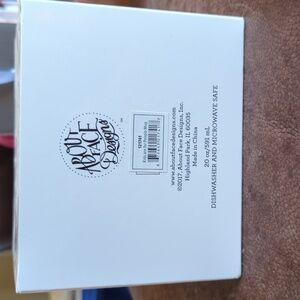 ABOUT
FACE
Designs
www.aboutfacedesigns.com
©2017, About Face Designs, Inc.
Highland Park, IL 60035
Made in China
20 oz/591 mL
DISHWASHER AND MICROWAVE SAFE